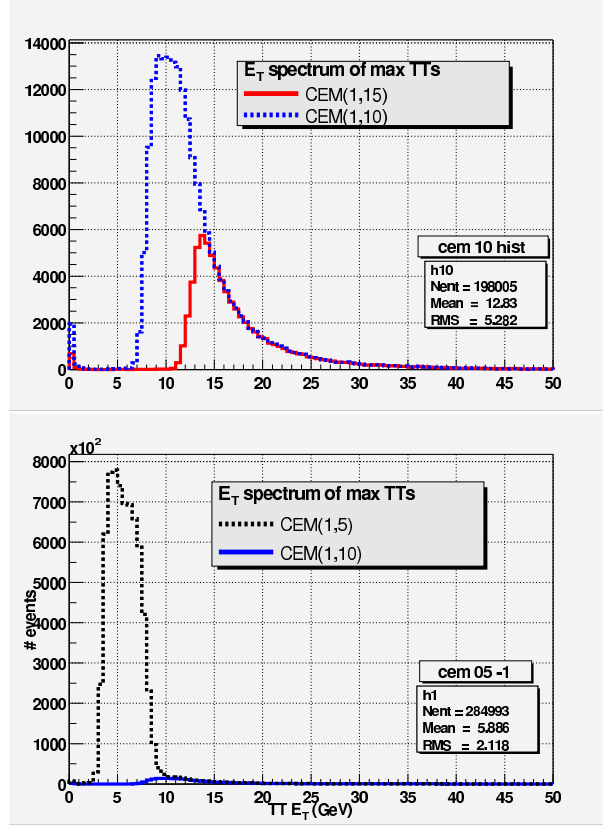 14000
12000
10000
8000
6000
4000
2000
0
E_T spectrum of max TTs
CEM(1,15)
CEM(1,10)
cem 10 hist
h10
Nent = 198005
Mean = 12.83
RMS = 5.282
0 5 10 15 20 25 30 35 40 45 50
x10²
8000
7000
6000
5000
4000
3000
2000
1000
0
# events
E_T spectrum of max TTs
CEM(1,5)
CEM(1,10)
cem 05 -1
h1
Nent = 284993
Mean = 5.886
RMS = 2.118
0 5 10 15 20 25 30 35 40 45 50
TT E_T (GeV)